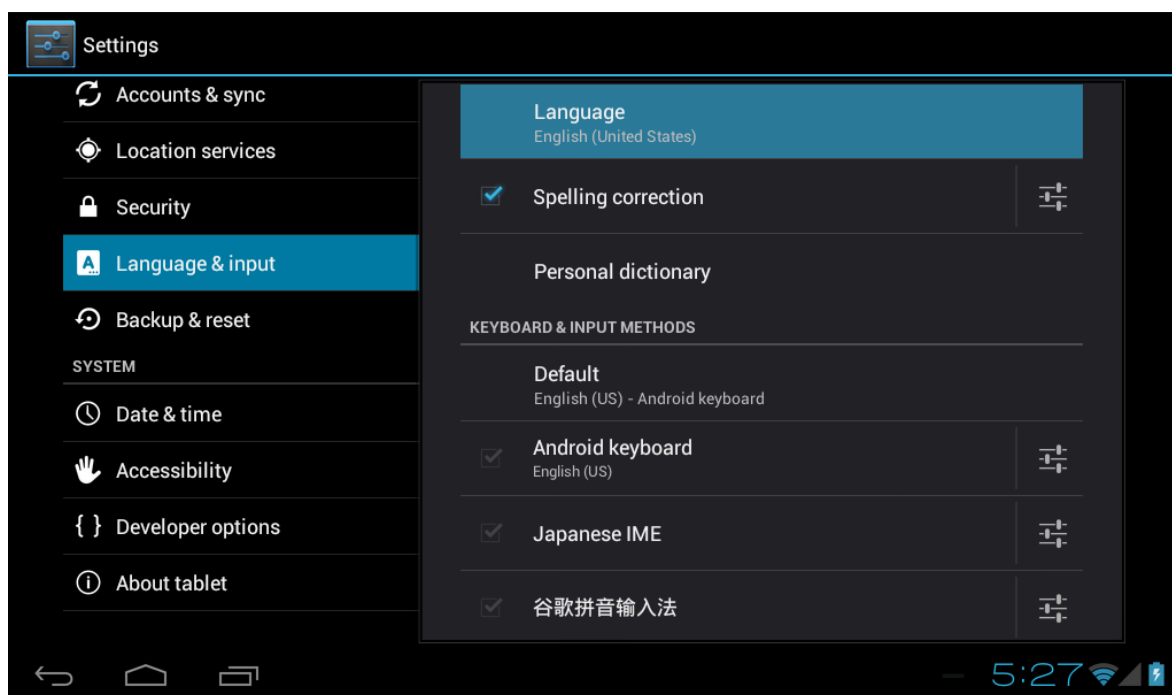 Settings
Accounts & sync
Location services
Security
Language & input
Backup & reset
SYSTEM
Date & time
Accessibility
{ } Developer options
About tablet
Language
English (United States)
Spelling correction
Personal dictionary
KEYBOARD & INPUT METHODS
Default
English (US) - Android keyboard
Android keyboard
English (US)
Japanese IME
谷歌拼音输入法
5:27